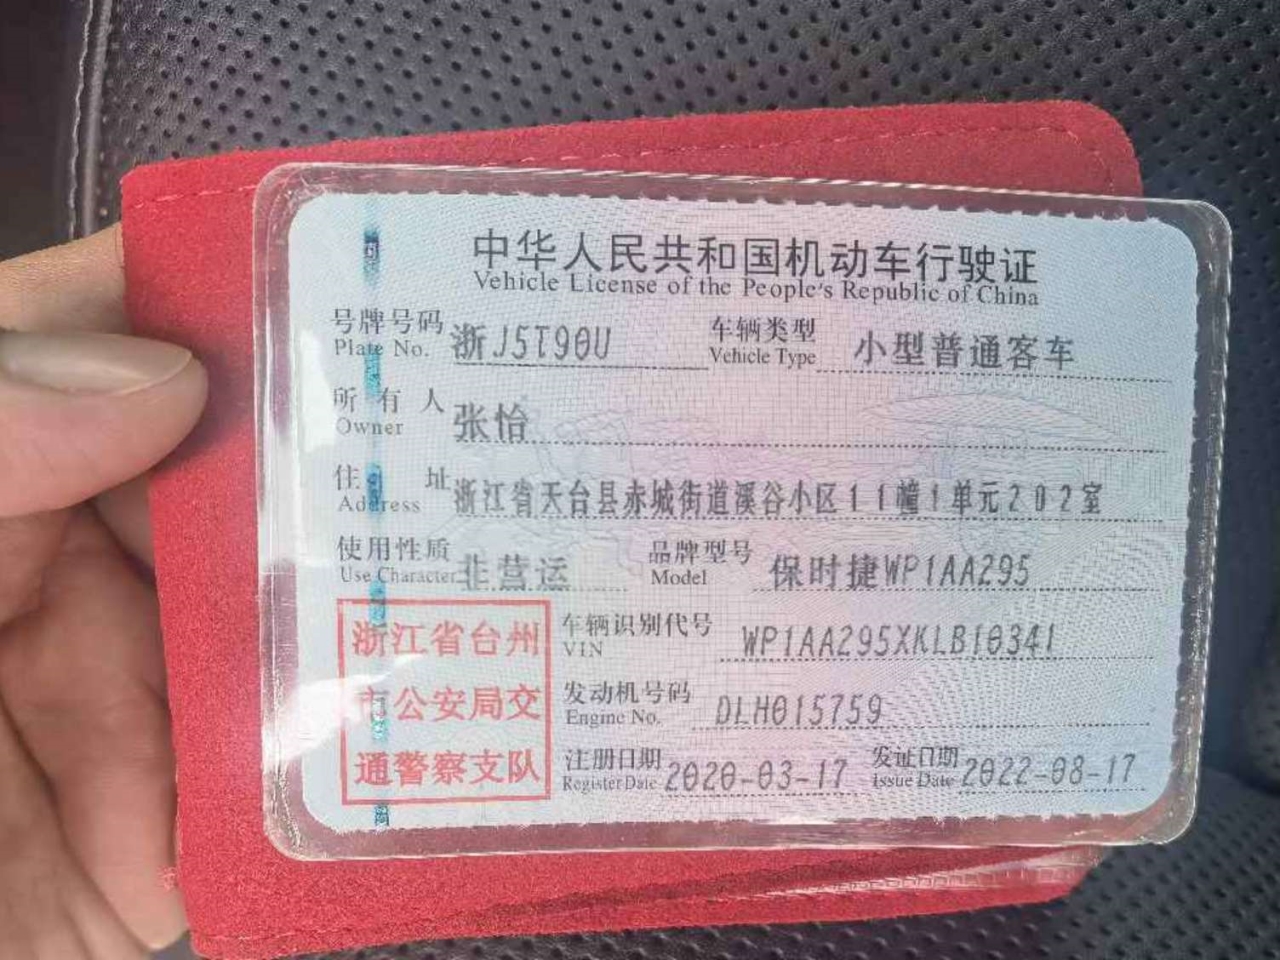 中华人民共和国机动车行驶证
Vehicle License of the People's Republic of China
号牌号码 浙J5T90U 车辆类型 小型普通客车
Plate No. Vehicle Type
所有人 张怡
Owner
住址 浙江省天台县赤城街道溪谷小区11幢1单元202室
Address
使用性质 非营运 品牌型号 保时捷WP1AA295
Use Character Model
浙江省台州
市公安局交
通警察支队
车辆识别代号 WP1AA295XKLB10341
VIN
发动机号码 DLH015759
Engine No.
注册日期 2020-03-17 发证日期 2022-08-17
Register Date Issue Date